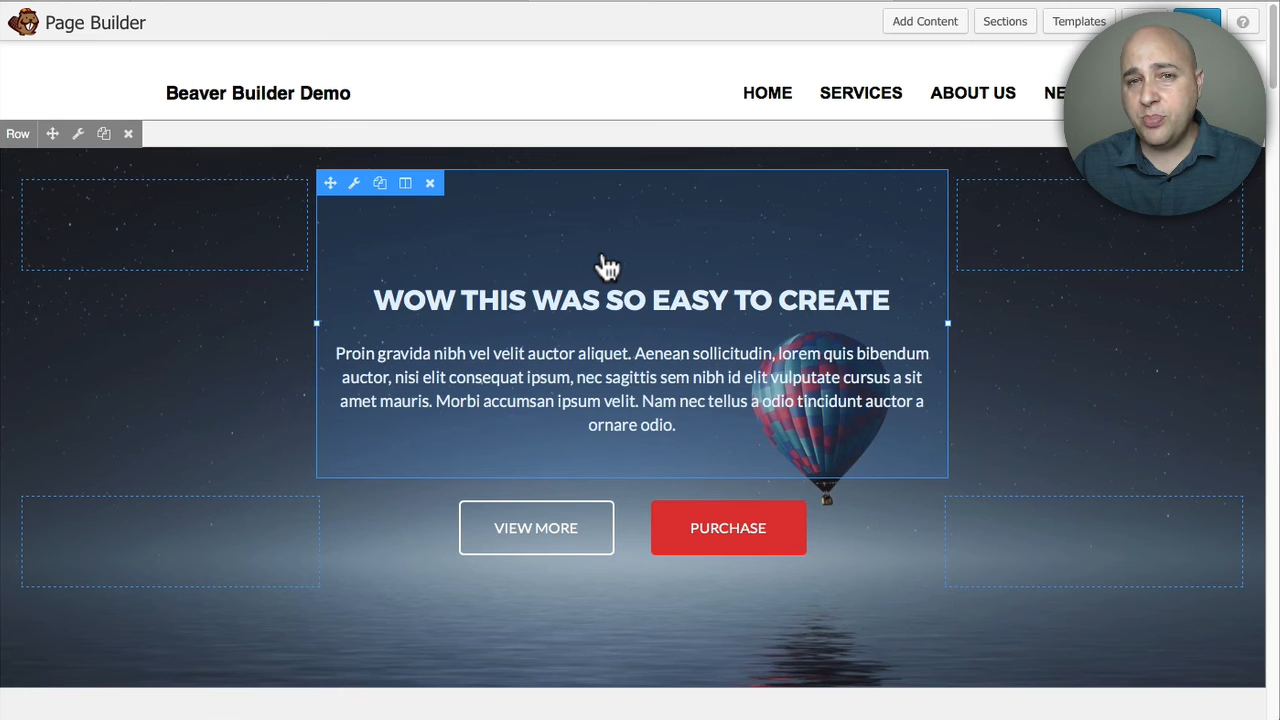 Page Builder
Add Content
Sections
Templates
?
Beaver Builder Demo
HOME
SERVICES
ABOUT US
NE
Row
WOW THIS WAS SO EASY TO CREATE
Proin gravida nibh vel velit auctor aliquet. Aenean sollicitudin, lorem quis bibendum
auctor, nisi elit consequat ipsum, nec sagittis sem nibh id elit vulputate cursus a sit
amet mauris. Morbi accumsan ipsum velit. Nam nec tellus a odio tincidunt auctor a
ornare odio.
VIEW MORE
PURCHASE